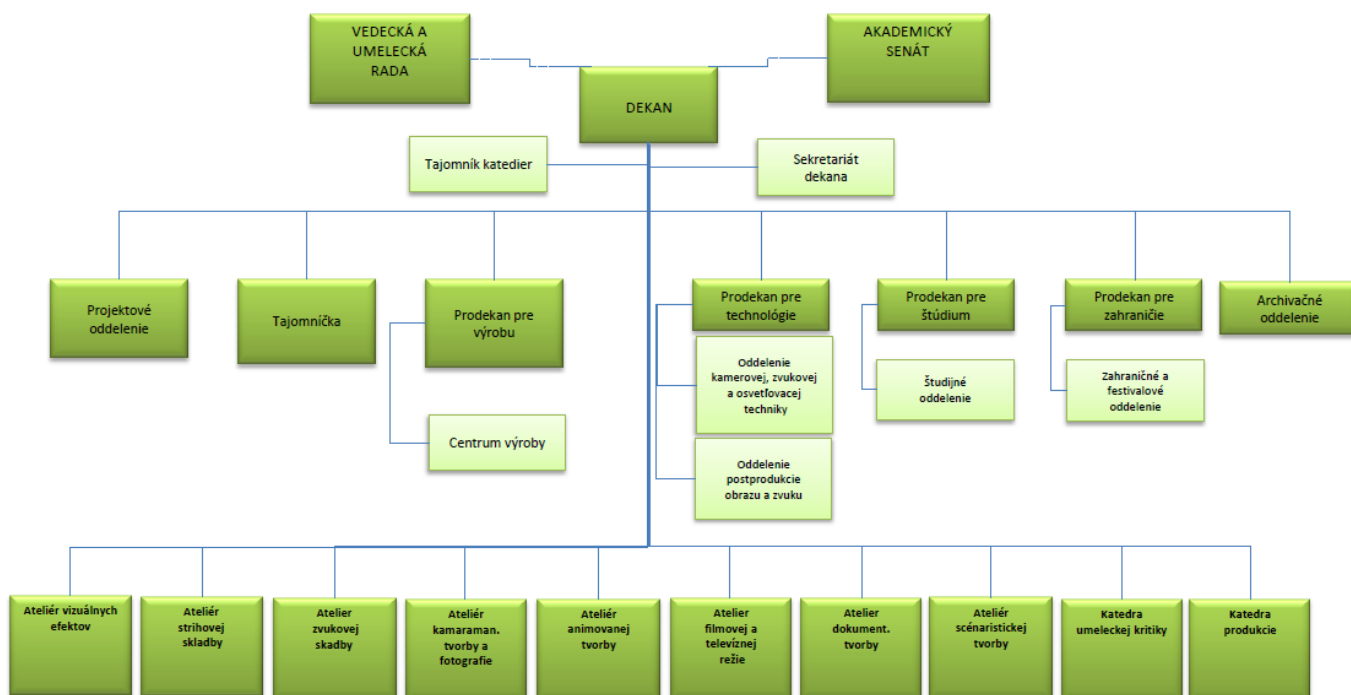 VEDECKÁ A
UMELECKÁ
RADA
AKADEMICKÝ
SENÁT
DEKAN
Tajomník katedier
Sekretariát
dekana
Projektové
oddelenie
Tajomníčka
Prodekan pre
výrobu
Prodekan pre
technológie
Prodekan pre
štúdium
Prodekan pre
zahraničie
Archivačné
oddelenie
Oddelenie
kamerovej, zvukovej
a osvetľovacej
techniky
Študijné
oddelenie
Zahraničné a
festivalové
oddelenie
Centrum výroby
Oddelenie
postprodukcie
obrazu a zvuku
Ateliér vizuálnych
efektov
Ateliér
strihovej
skladby
Atelier
zvukovej
skadby
Ateliér
kamaraman.
tvorby a
fotografie
Ateliér
animovanej
tvorby
Atelier
filmovej a
televíznej
režie
Atelier
dokument.
tvorby
Ateliér
scénaristickej
tvorby
Katedra
umeleckej kritiky
Katedra
produkcie